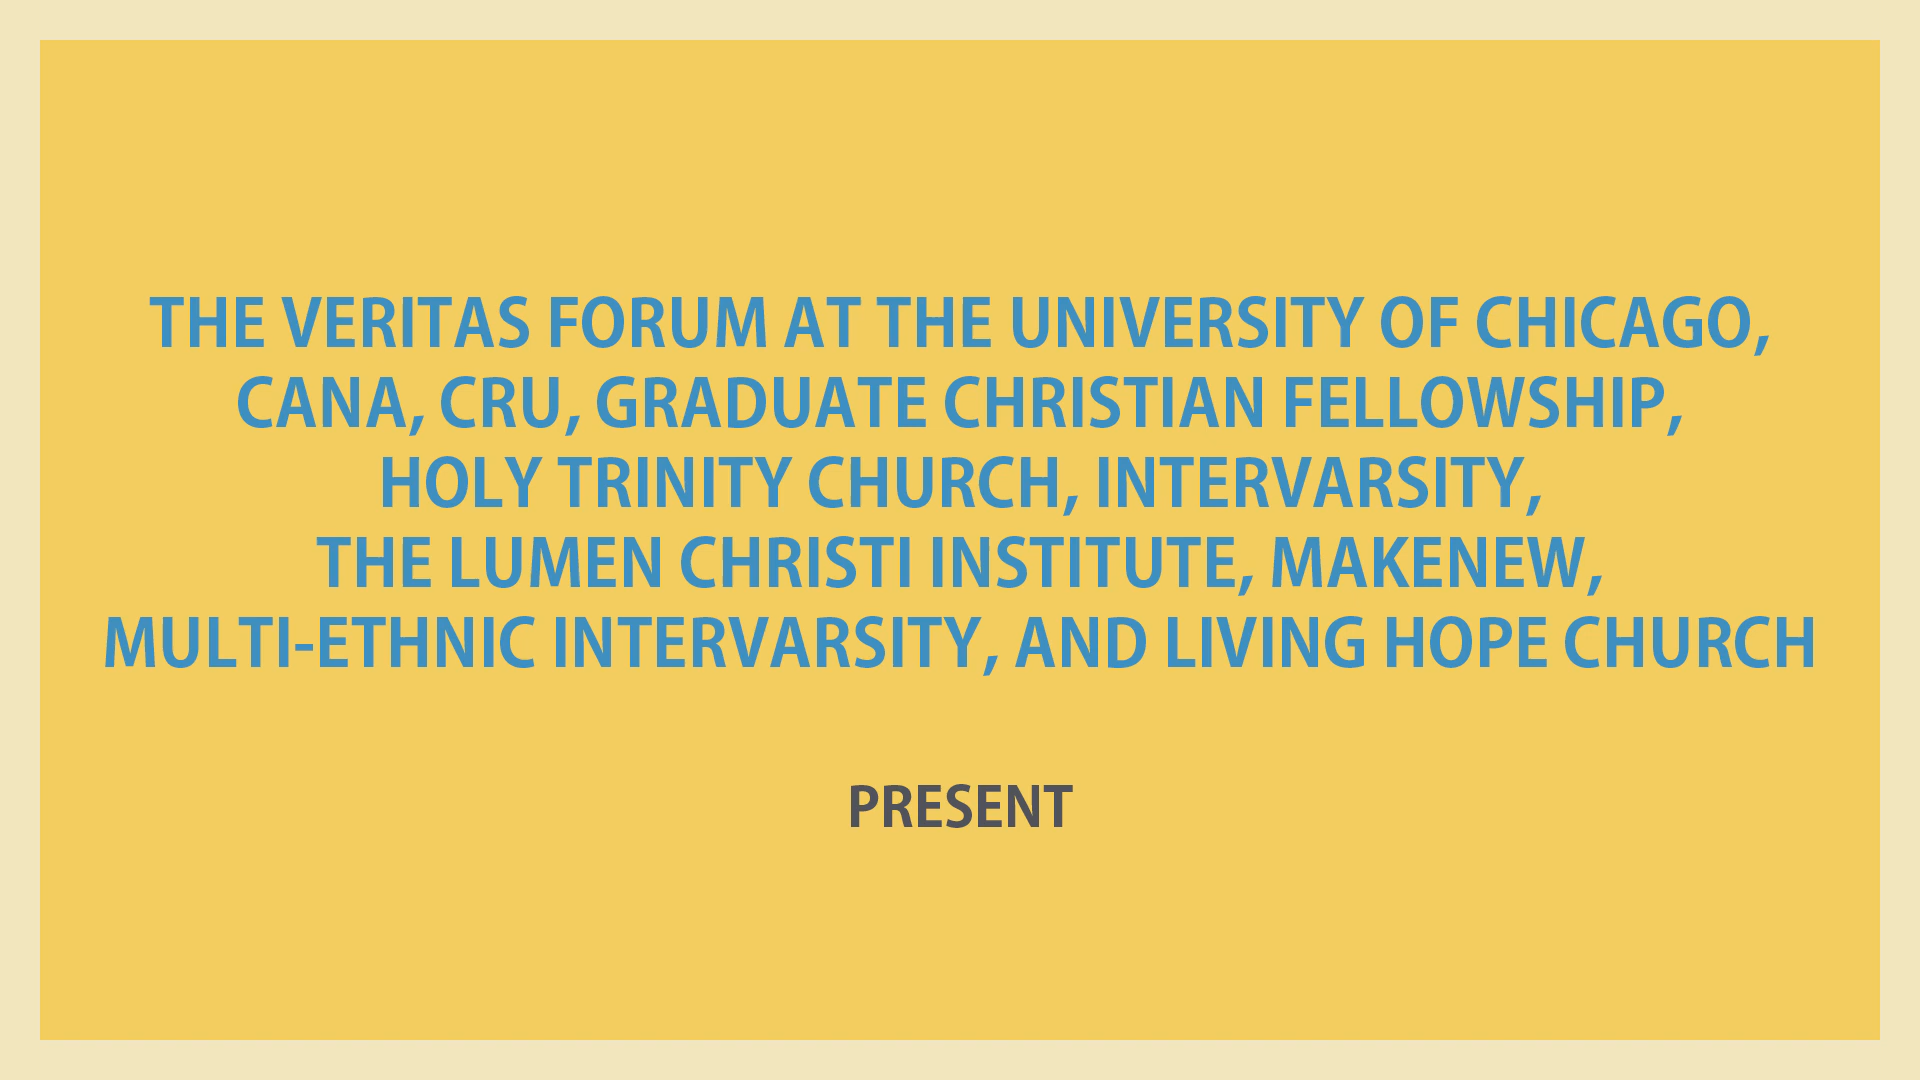 THE VERITAS FORUM AT THE UNIVERSITY OF CHICAGO,
CANA, CRU, GRADUATE CHRISTIAN FELLOWSHIP,
HOLY TRINITY CHURCH, INTERVARSITY,
THE LUMEN CHRISTI INSTITUTE, MAKENEW,
MULTI-ETHNIC INTERVARSITY, AND LIVING HOPE CHURCH
PRESENT